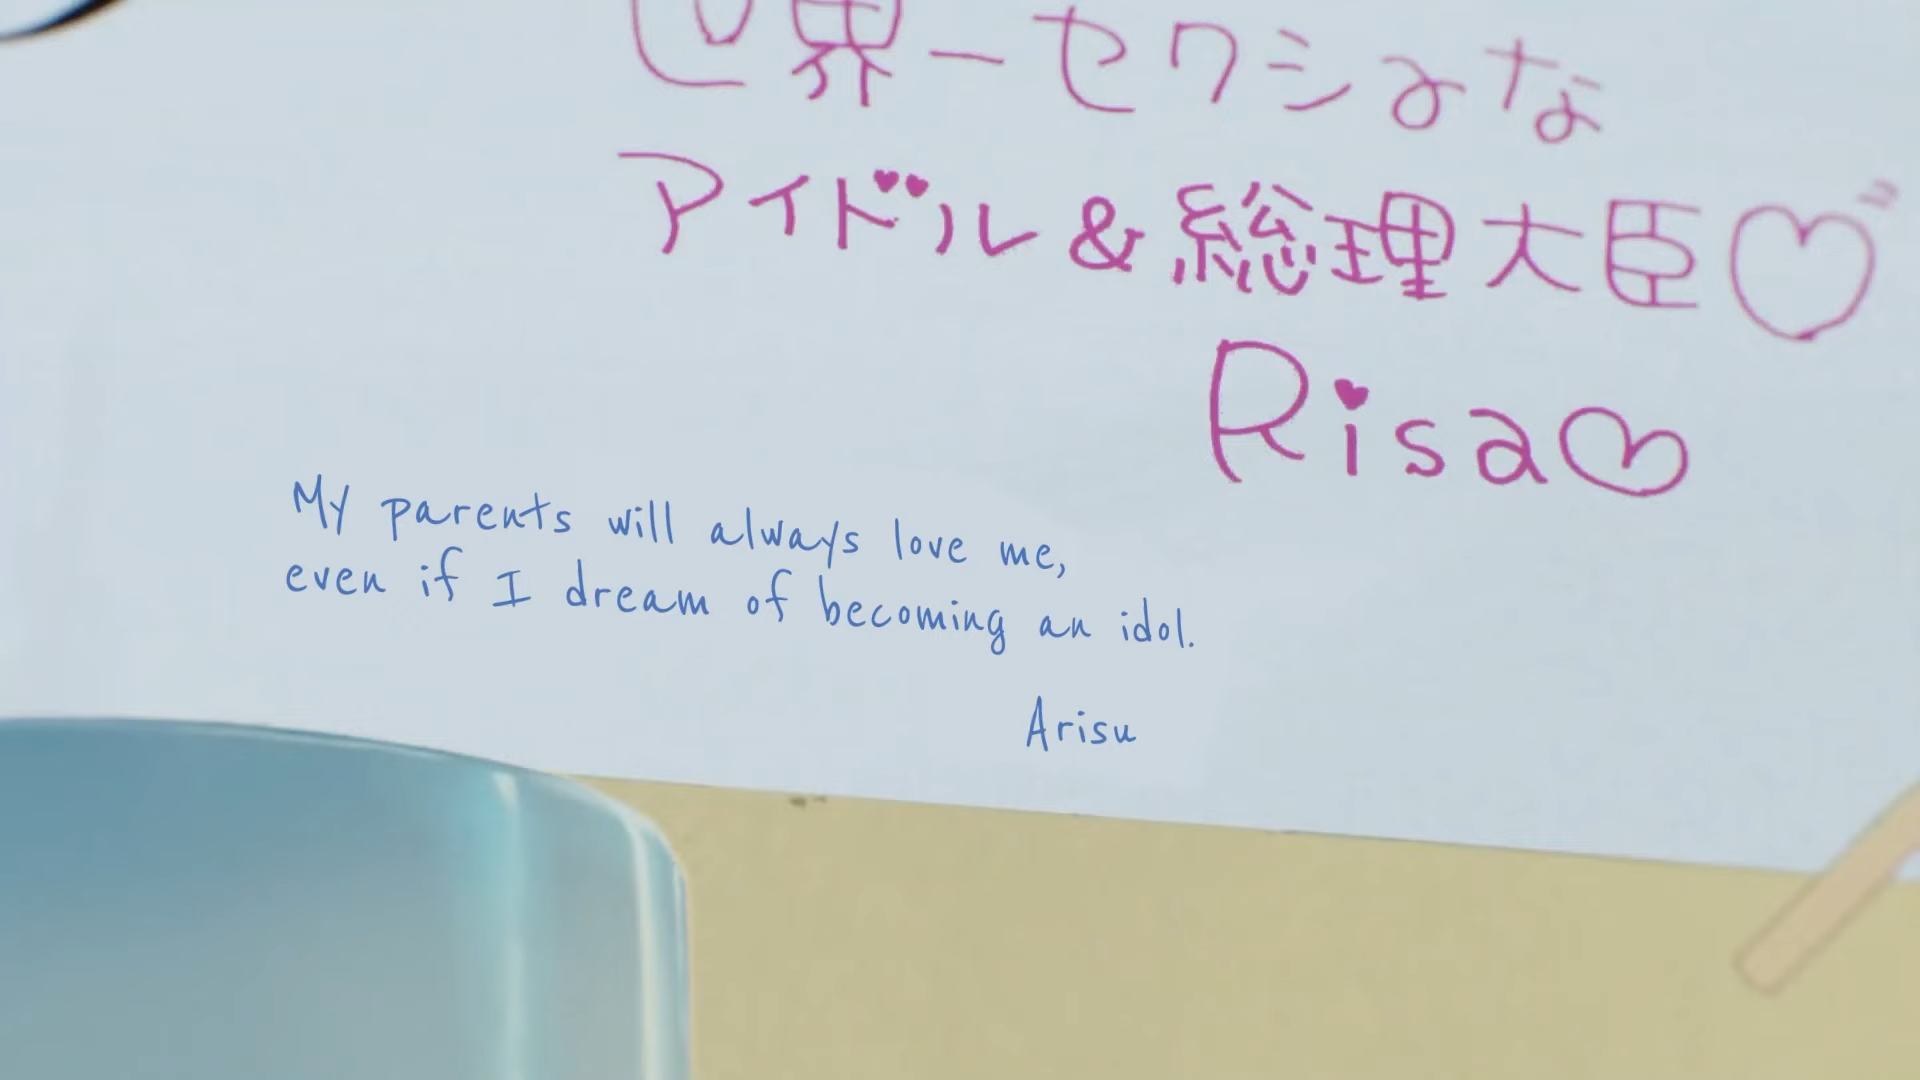 世界一セクシーな
アイドル&総理大臣♡
Risa♡
My parents will always love me,
even if I dream of becoming an idol.
Arisu